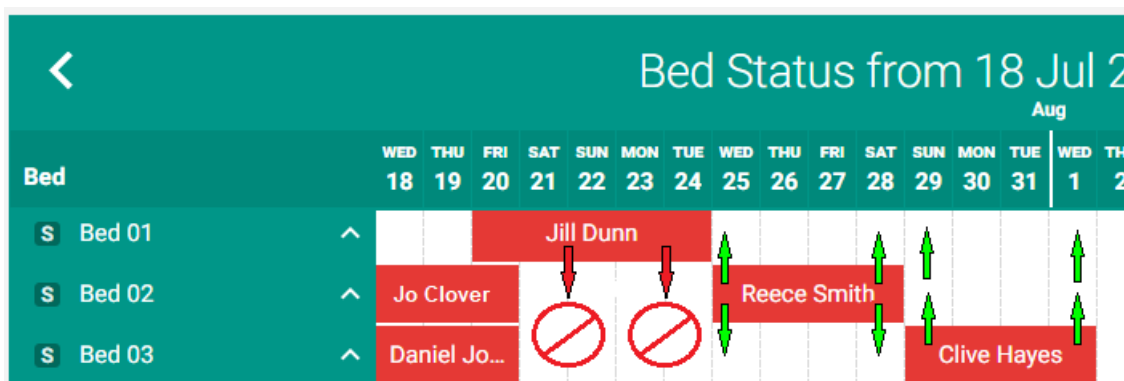 Bed Status from 18 Jul 2
Aug
Bed
WED THU FRI SAT SUN MON TUE WED THU FRI SAT SUN MON TUE WED TH
18 19 20 21 22 23 24 25 26 27 28 29 30 31 1 2
S Bed 01 Jill Dunn
S Bed 02 Jo Clover Reece Smith
S Bed 03 Daniel Jo... Clive Hayes